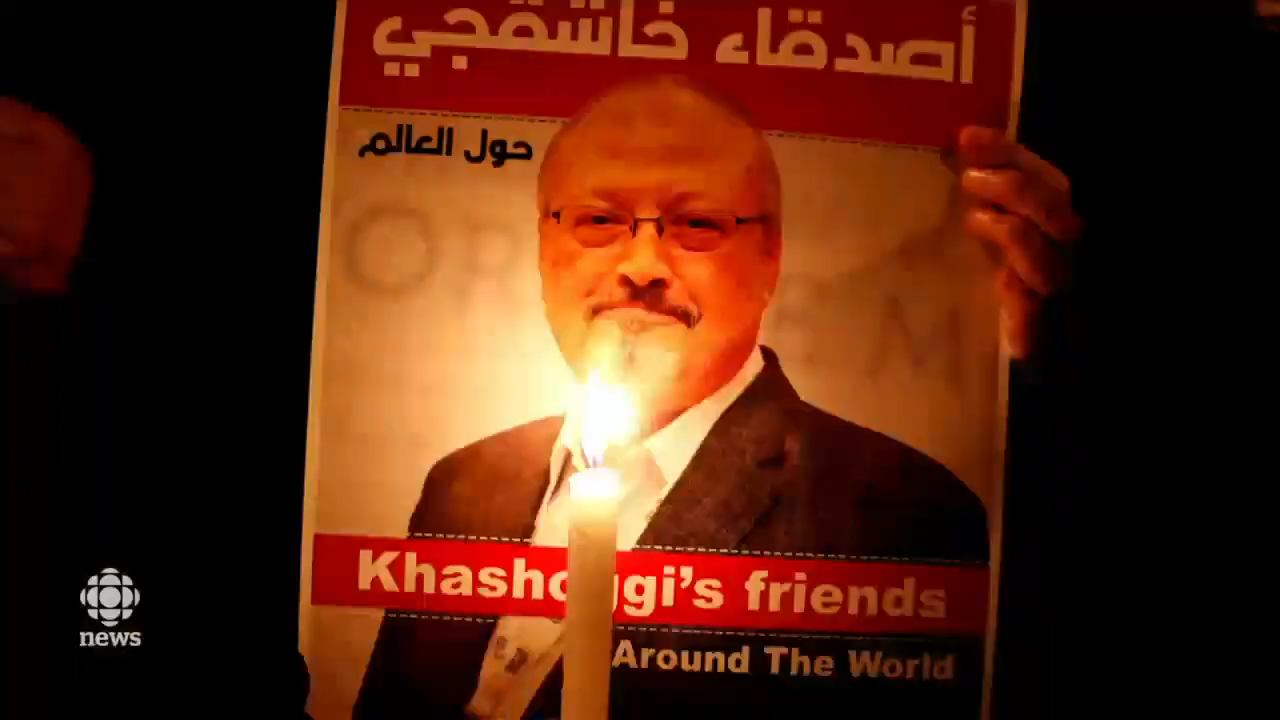 أصدقاء خاشقجي
حول العالم
Khashoggi's friends
Around The World
news